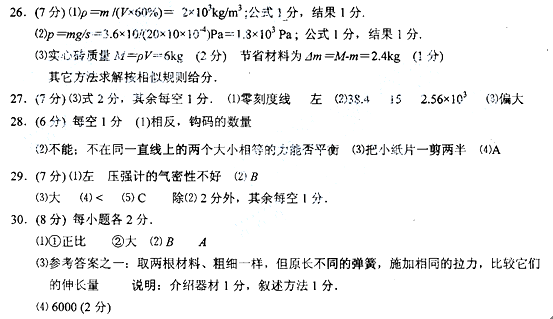 26. (7分) (1)ρ=m/(V×60%)= 2×10³kg/m³;公式1分，结果1分.
(2)p=mg/s=3.6×10/(20×10×10⁻⁴)Pa=1.8×10³ Pa; 公式1分，结果1分.
(3)实心砖质量 M=ρV=6kg (2分) 节省材料为 Δm=M-m=2.4kg (1分)
其它方法求解按相似规则给分.
27. (7分) (3)式2分，其余每空1分. (1)零刻度线 左 (2)38.4 15 2.56×10³ (3)偏大
28. (6分) 每空1分 (1)相反，钩码的数量
(2)不能; 不在同一直线上的两个大小相等的力能否平衡 (3)把小纸片一剪两半 (4)A
29. (7分) (1)左 压强计的气密性不好 (2) B
(3)大 (4)< (5) C 除(2) 2分外，其余每空1分.
30. (8分) 每小题各2分.
(1)①正比 ②大 (2) B A
(3)参考答案之一: 取两根材料、粗细一样，但原长不同的弹簧，施加相同的拉力，比较它们
的伸长量 说明: 介绍器材1分，叙述方法1分.
(4) 6000 (2分)